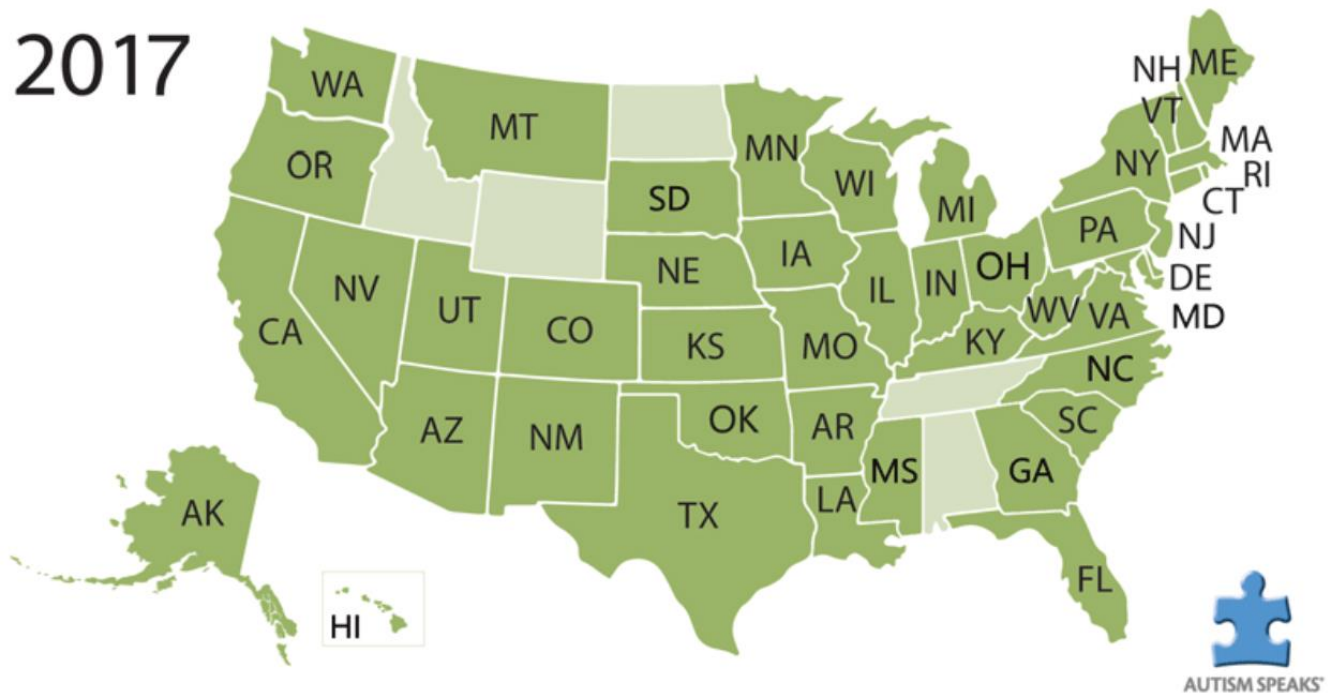 2017
WA
MT
OR
MN
SD
WI
NH
ME
VT
NY
MA
RI
CT
MI
PA
NJ
DE
MD
IA
NE
NV
UT
CO
CA
IL
IN
OH
WV
VA
KS
MO
KY
NC
AZ
NM
OK
AR
SC
MS
GA
LA
TX
AK
FL
HI
AUTISM SPEAKS®